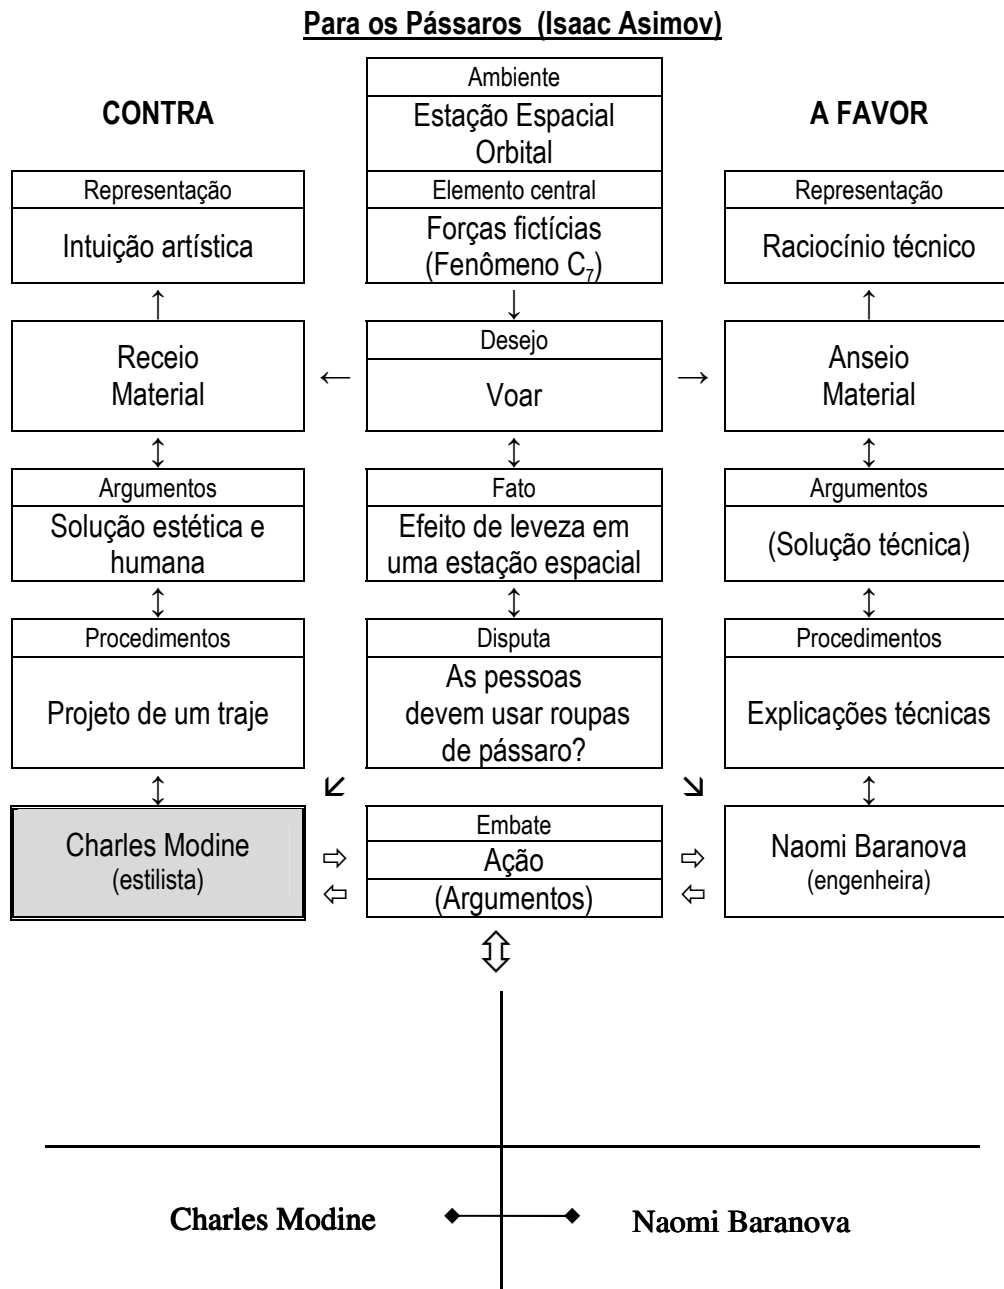 Para os Pássaros (Isaac Asimov)
CONTRA
Representação
Intuição artística
↑
Receio
Material
↕
Argumentos
Solução estética e
humana
↕
Procedimentos
Projeto de um traje
↕
Charles Modine
(estilista)
Ambiente
Estação Espacial
Orbital
Elemento central
Forças fictícias
(Fenômeno C₇)
↓
Desejo
← Voar →
↕
Fato
Efeito de leveza em
uma estação espacial
↕
Disputa
As pessoas
devem usar roupas
de pássaro?
Embate
Ação
(Argumentos)
A FAVOR
Representação
Raciocínio técnico
↑
Anseio
Material
↕
Argumentos
(Solução técnica)
↕
Procedimentos
Explicações técnicas
↕
Naomi Baranova
(engenheira)
Charles Modine
Naomi Baranova